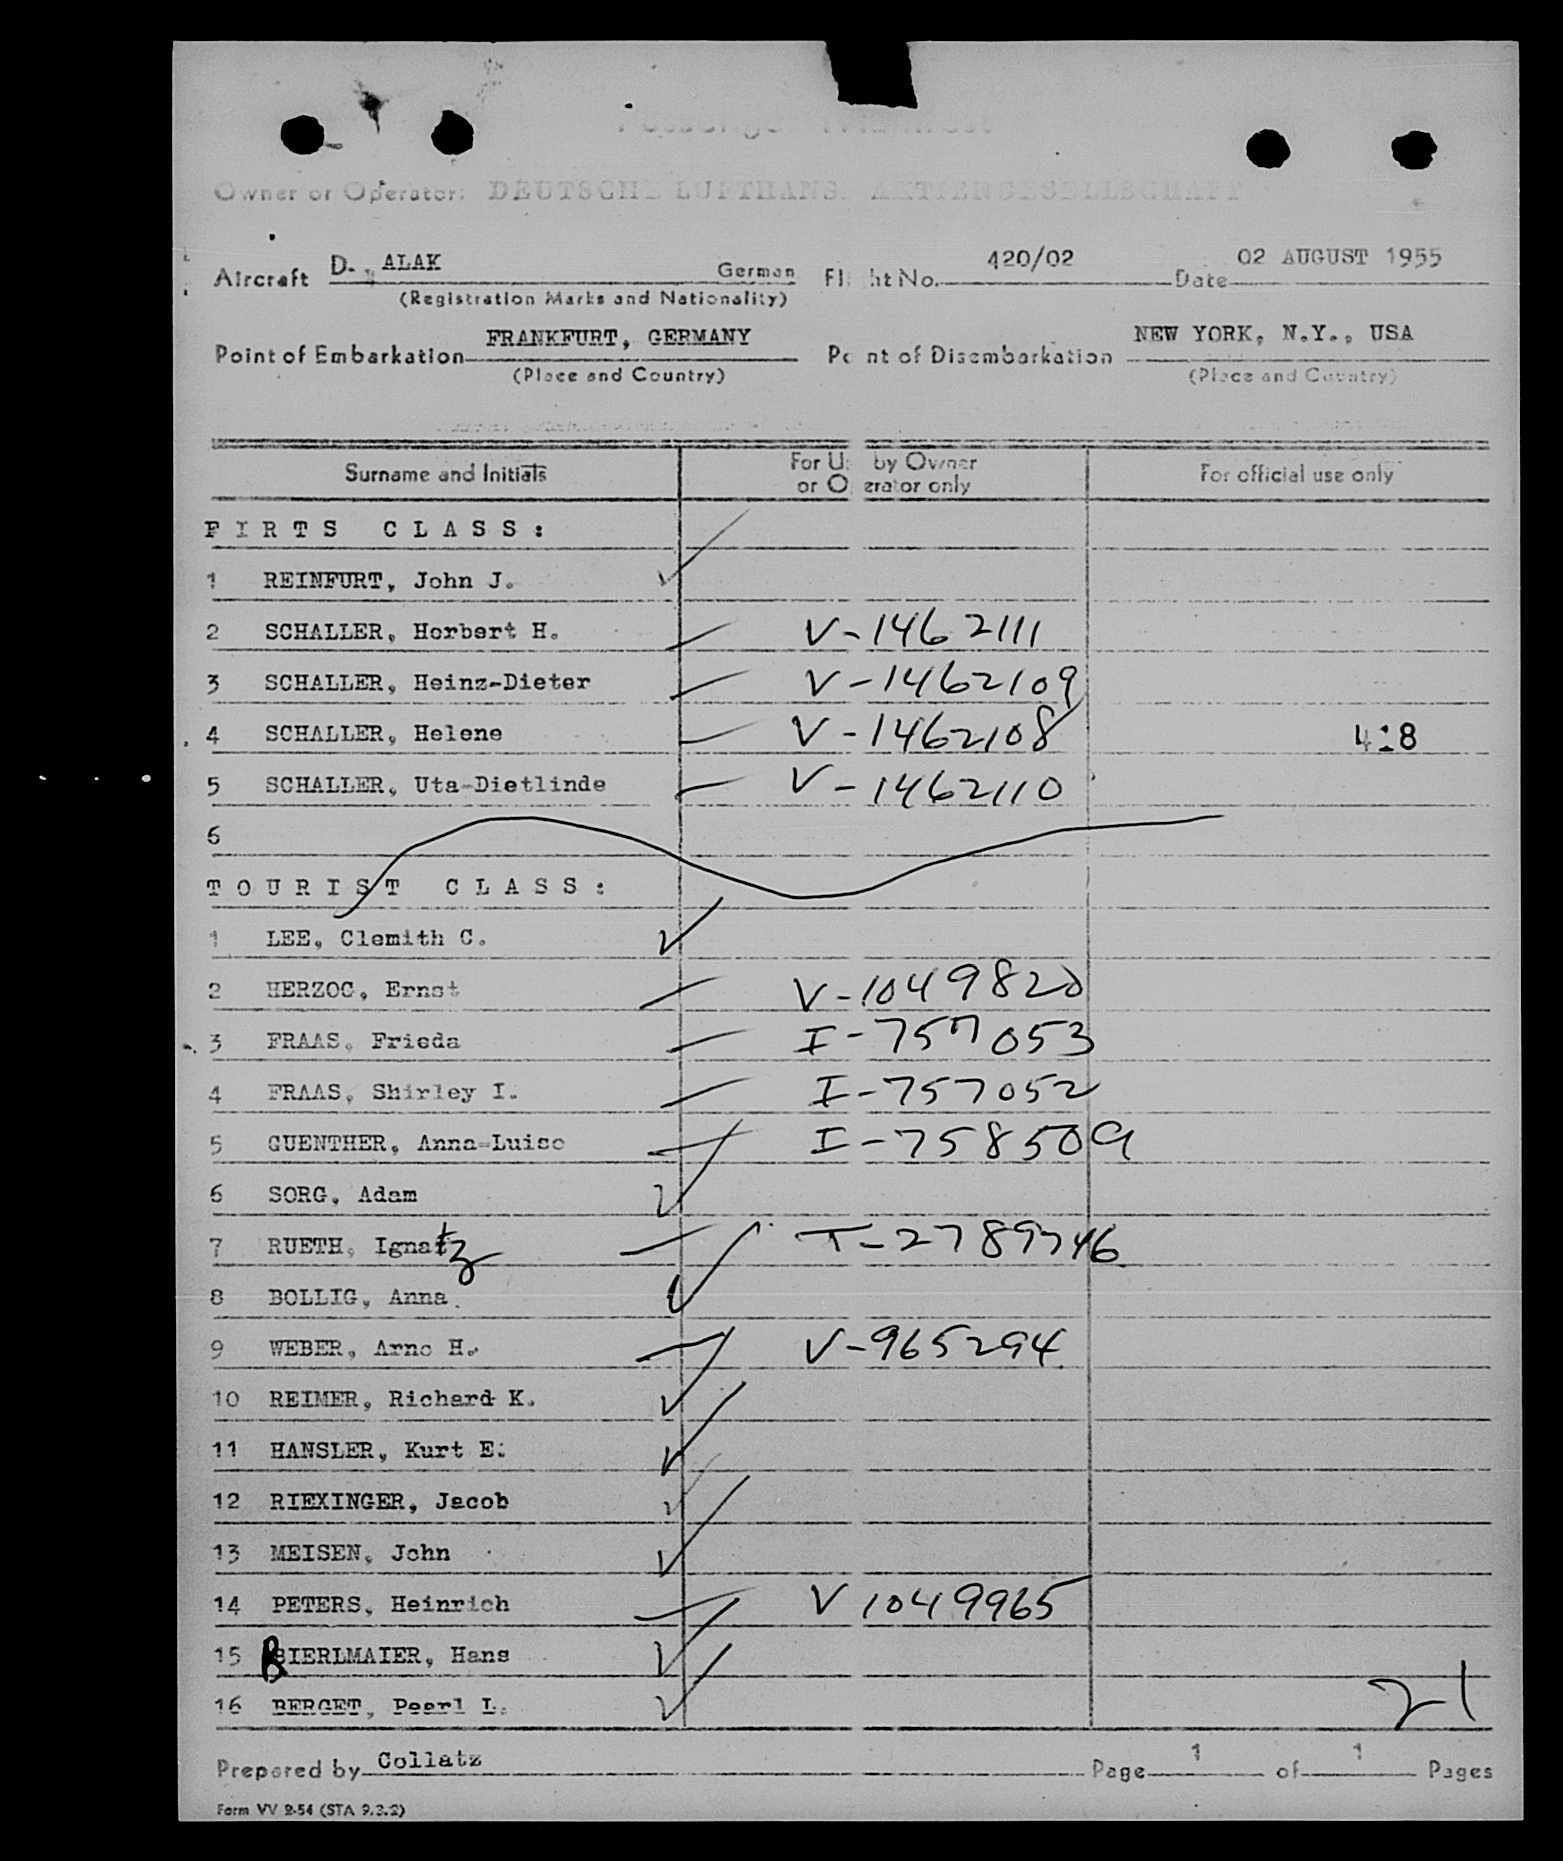 Passenger Manifest
Owner or Operator: DEUTSCHE LUFTHANSA AKTIENGESELLSCHAFT
Aircraft D-, ALAK German Flight No. 420/02 Date 02 AUGUST 1955
(Registration Marks and Nationality)
Point of Embarkation FRANKFURT, GERMANY Point of Disembarkation NEW YORK, N.Y., USA
(Place and Country) (Place and Country)
Surname and Initials For Use by Owner or Operator only For official use only
FIRTS CLASS:
1 REINFURT, John J.
2 SCHALLER, Horbert H. V-1462111
3 SCHALLER, Heinz-Dieter V-1462109
4 SCHALLER, Helene V-1462108 4:8
5 SCHALLER, Uta-Dietlinde V-1462110
6
TOURIST CLASS:
1 LEE, Clemith C.
2 HERZOG, Ernst V-1049820
3 FRAAS, Frieda I-757053
4 FRAAS, Shirley I. I-757052
5 GUENTHER, Anna-Luise I-758509
6 SORG, Adam
7 RUETH, Ignatz T-2789746
8 BOLLIG, Anna
9 WEBER, Arno H. V-965294
10 REIMER, Richard K.
11 HANSLER, Kurt E.
12 RIEXINGER, Jacob
13 MEISEN, John
14 PETERS, Heinrich V 1049965
15 BIERLMAIER, Hans
16 BERGET, Pearl L. 21
Prepared by Collatz Page 1 of 1 Pages
Form VV 2-54 (STA 9.3.2)